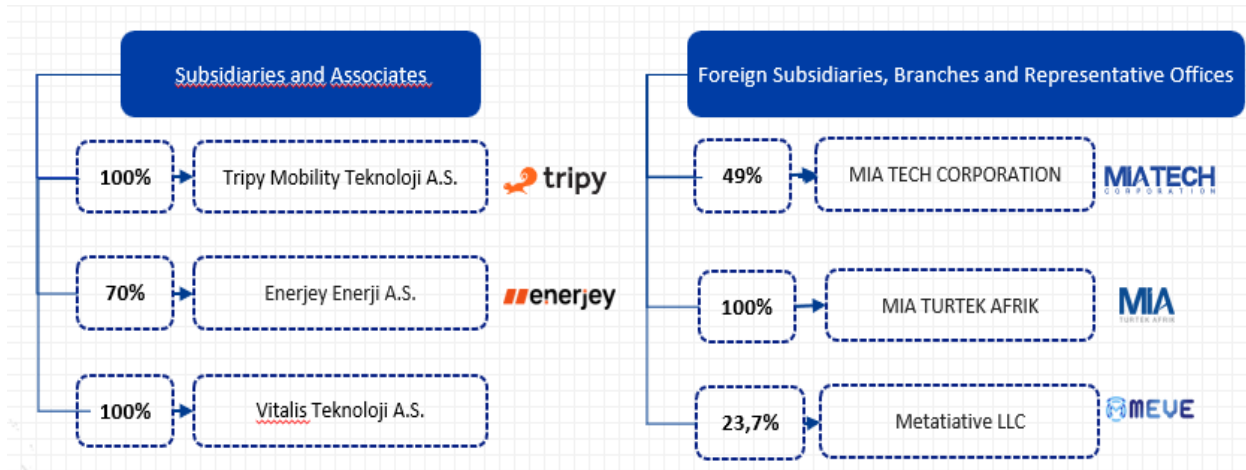 Subsidiaries and Associates
100%
Tripy Mobility Teknoloji A.S.
tripy
70%
Enerjey Enerji A.S.
enerjey
100%
Vitalis Teknoloji A.S.
Foreign Subsidiaries, Branches and Representative Offices
49%
MIA TECH CORPORATION
MIATECH
CORPORATION
100%
MIA TURTEK AFRIK
MIA
TURTEK AFRIK
23,7%
Metatiative LLC
MEVE